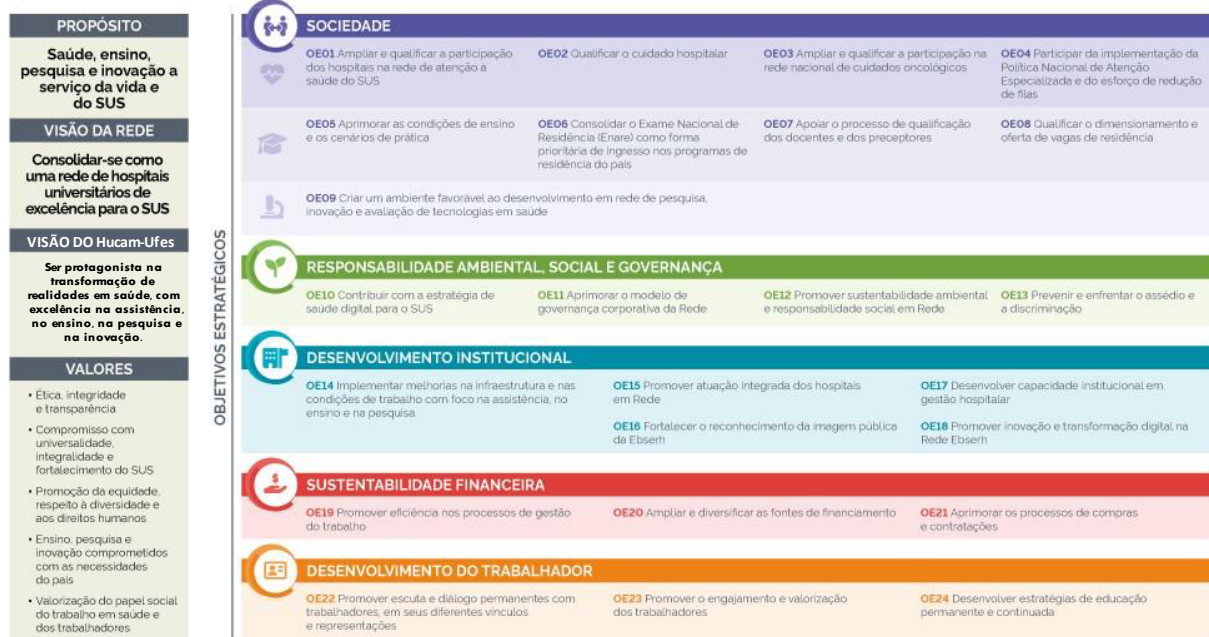 PROPÓSITO
Saúde, ensino,
pesquisa e inovação a
serviço da vida e
do SUS
VISÃO DA REDE
Consolidar-se como
uma rede de hospitais
universitários de
excelência para o SUS
VISÃO DO Hucam-Ufes
Ser protagonista na
transformação de
realidades em saúde, com
excelência na assistência,
no ensino, na pesquisa e
na inovação.
VALORES
• Ética, integridade
e transparência
• Compromisso com
universalidade,
integralidade e
fortalecimento do SUS
• Promoção da equidade,
respeito à diversidade e
aos direitos humanos
• Ensino, pesquisa e
inovação comprometidos
com as necessidades
do país
• Valorização do papel social
do trabalho em saúde e
dos trabalhadores
OBJETIVOS ESTRATÉGICOS
SOCIEDADE
OE01 Ampliar e qualificar a participação
dos hospitais na rede de atenção à
saúde do SUS
OE02 Qualificar o cuidado hospitalar
OE03 Ampliar e qualificar a participação na
rede nacional de cuidados oncológicos
OE04 Participar da implementação da
Política Nacional de Atenção
Especializada e do esforço de redução
de filas
OE05 Aprimorar as condições de ensino
e os cenários de prática
OE06 Consolidar o Exame Nacional de
Residência (Enare) como forma
prioritária de ingresso nos programas de
residência do país
OE07 Apoiar o processo de qualificação
dos docentes e dos preceptores
OE08 Qualificar o dimensionamento e
oferta de vagas de residência
OE09 Criar um ambiente favorável ao desenvolvimento em rede de pesquisa,
inovação e avaliação de tecnologias em saúde
RESPONSABILIDADE AMBIENTAL, SOCIAL E GOVERNANÇA
OE10 Contribuir com a estratégia de
saúde digital para o SUS
OE11 Aprimorar o modelo de
governança corporativa da Rede
OE12 Promover sustentabilidade ambiental
e responsabilidade social em Rede
OE13 Prevenir e enfrentar o assédio e
a discriminação
DESENVOLVIMENTO INSTITUCIONAL
OE14 Implementar melhorias na infraestrutura e nas
condições de trabalho com foco na assistência, no
ensino e na pesquisa
OE15 Promover atuação integrada dos hospitais
em Rede
OE16 Fortalecer o reconhecimento da imagem pública
da Ebserh
OE17 Desenvolver capacidade institucional em
gestão hospitalar
OE18 Promover inovação e transformação digital na
Rede Ebserh
SUSTENTABILIDADE FINANCEIRA
OE19 Promover eficiência nos processos de gestão
do trabalho
OE20 Ampliar e diversificar as fontes de financiamento
OE21 Aprimorar os processos de compras
e contratações
DESENVOLVIMENTO DO TRABALHADOR
OE22 Promover escuta e diálogo permanentes com
trabalhadores, em seus diferentes vínculos
e representações
OE23 Promover o engajamento e valorização
dos trabalhadores
OE24 Desenvolver estratégias de educação
permanente e continuada